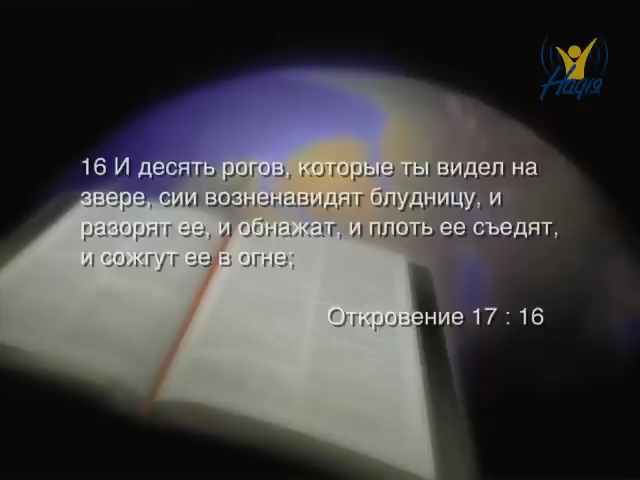 Надія
16 И десять рогов, которые ты видел на
звере, сии возненавидят блудницу, и
разорят ее, и обнажат, и плоть ее съедят,
и сожгут ее в огне;
Откровение 17 : 16